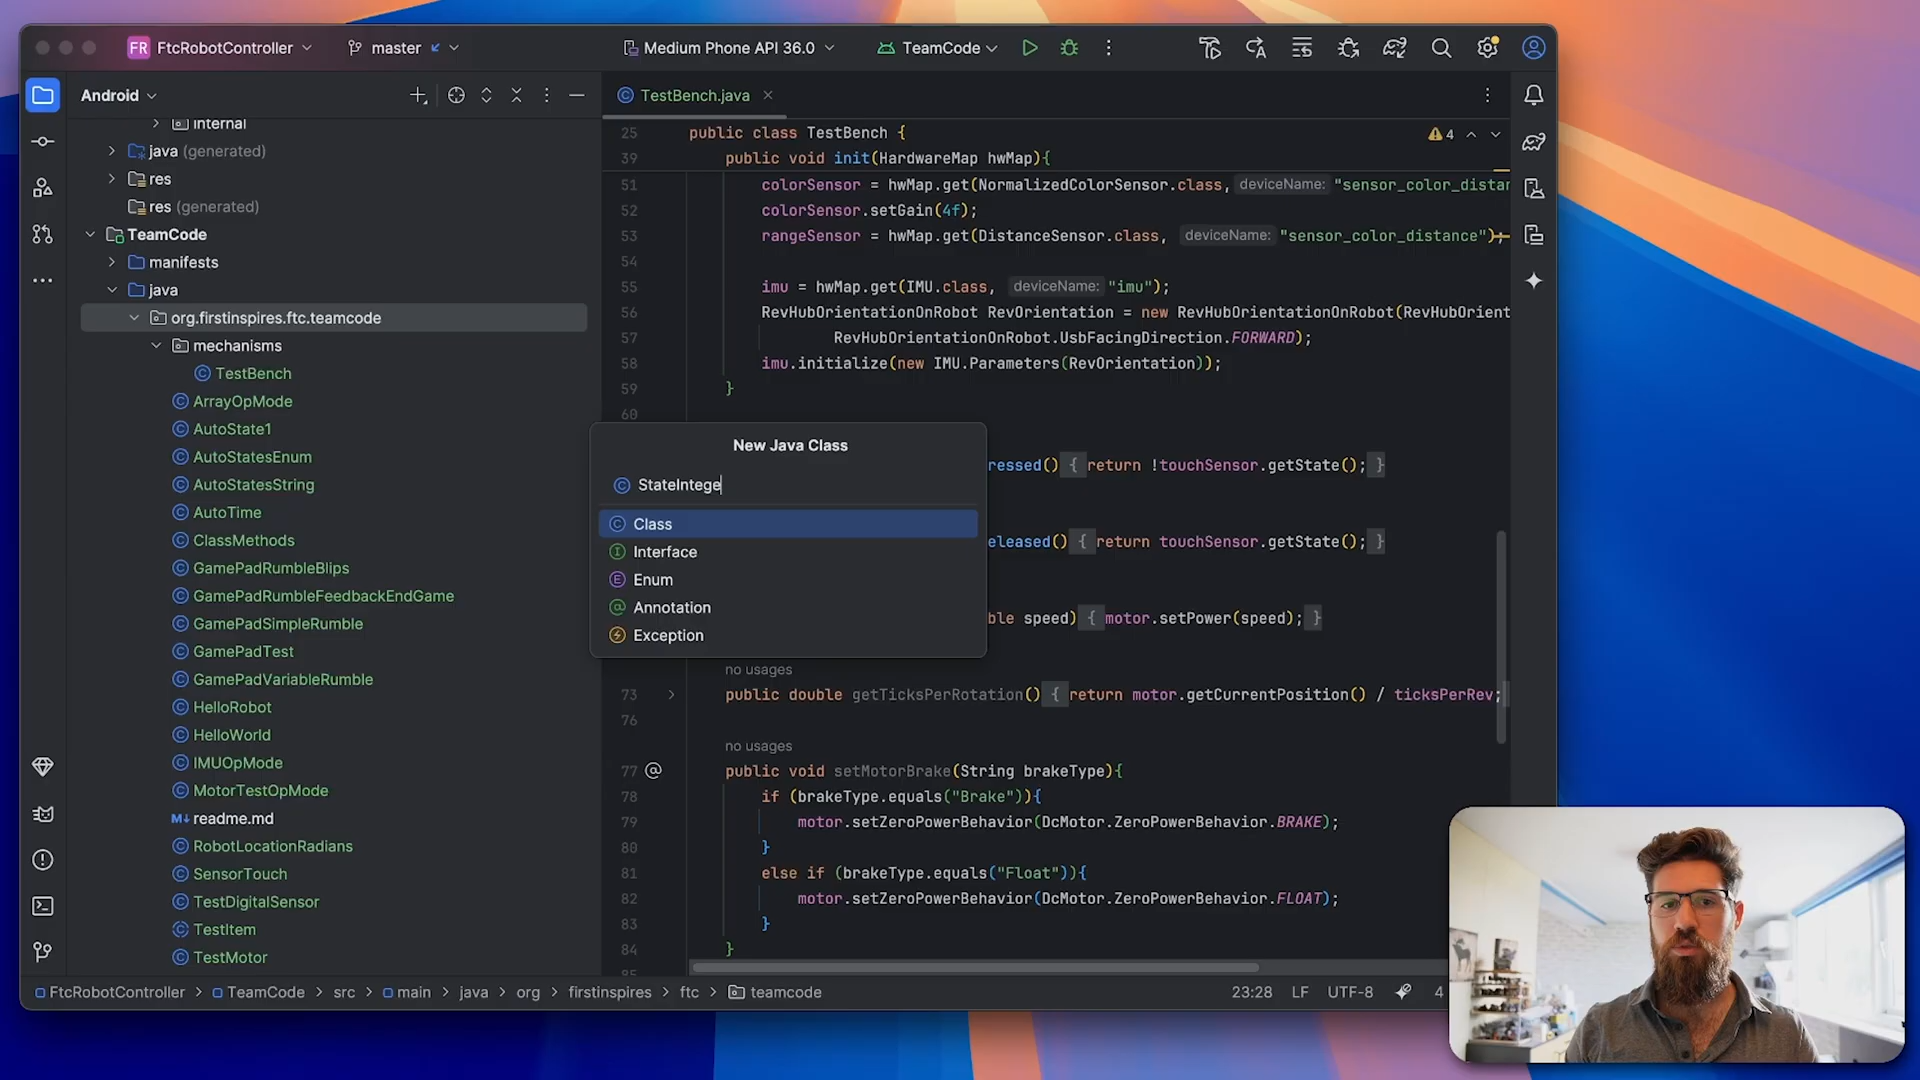 FR FtcRobotController master Medium Phone API 36.0 TeamCode
Android
TestBench.java
internal
java (generated)
res
res (generated)
TeamCode
manifests
java
org.firstinspires.ftc.teamcode
mechanisms
TestBench
ArrayOpMode
AutoState1
AutoStatesEnum
AutoStatesString
AutoTime
ClassMethods
GamePadRumbleBlips
GamePadRumbleFeedbackEndGame
GamePadSimpleRumble
GamePadTest
GamePadVariableRumble
HelloRobot
HelloWorld
IMUOpMode
MotorTestOpMode
M↓ readme.md
RobotLocationRadians
SensorTouch
TestDigitalSensor
TestItem
TestMotor
25 public class TestBench { 4
39 public void init(HardwareMap hwMap){
51 colorSensor = hwMap.get(NormalizedColorSensor.class, deviceName: "sensor_color_distan
52 colorSensor.setGain(4f);
53 rangeSensor = hwMap.get(DistanceSensor.class, deviceName: "sensor_color_distance");
54
55 imu = hwMap.get(IMU.class, deviceName: "imu");
56 RevHubOrientationOnRobot RevOrientation = new RevHubOrientationOnRobot(RevHubOrient
57 RevHubOrientationOnRobot.UsbFacingDirection.FORWARD);
58 imu.initialize(new IMU.Parameters(RevOrientation));
59 }
60
New Java Class
StateIntege
Class
Interface
Enum
Annotation
Exception
ressed() { return !touchSensor.getState(); }
eleased() { return touchSensor.getState(); }
ble speed) { motor.setPower(speed); }
no usages
73 public double getTicksPerRotation() { return motor.getCurrentPosition() / ticksPerRev;
76
no usages
77 @ public void setMotorBrake(String brakeType){
78 if (brakeType.equals("Brake")){
79 motor.setZeroPowerBehavior(DcMotor.ZeroPowerBehavior.BRAKE);
80 }
81 else if (brakeType.equals("Float")){
82 motor.setZeroPowerBehavior(DcMotor.ZeroPowerBehavior.FLOAT);
83 }
84 }
85
FtcRobotController > TeamCode > src > main > java > org > firstinspires > ftc > teamcode 23:28 LF UTF-8 4